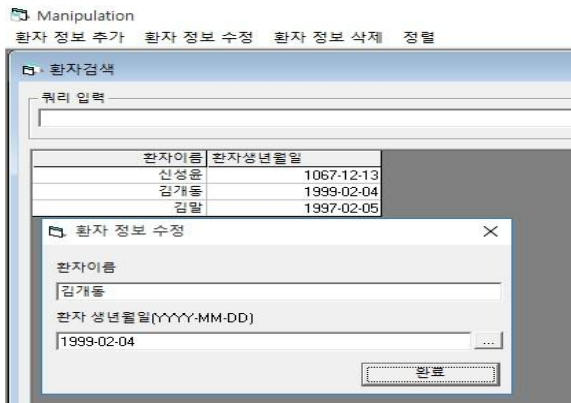 Manipulation
환자 정보 추가 환자 정보 수정 환자 정보 삭제 정렬
환자검색
쿼리 입력
환자이름 환자생년월일
신성윤 1067-12-13
김개동 1999-02-04
김말 1997-02-05
환자 정보 수정
환자이름
김개동
환자 생년월일(YYYY-MM-DD)
1999-02-04 ...
완료